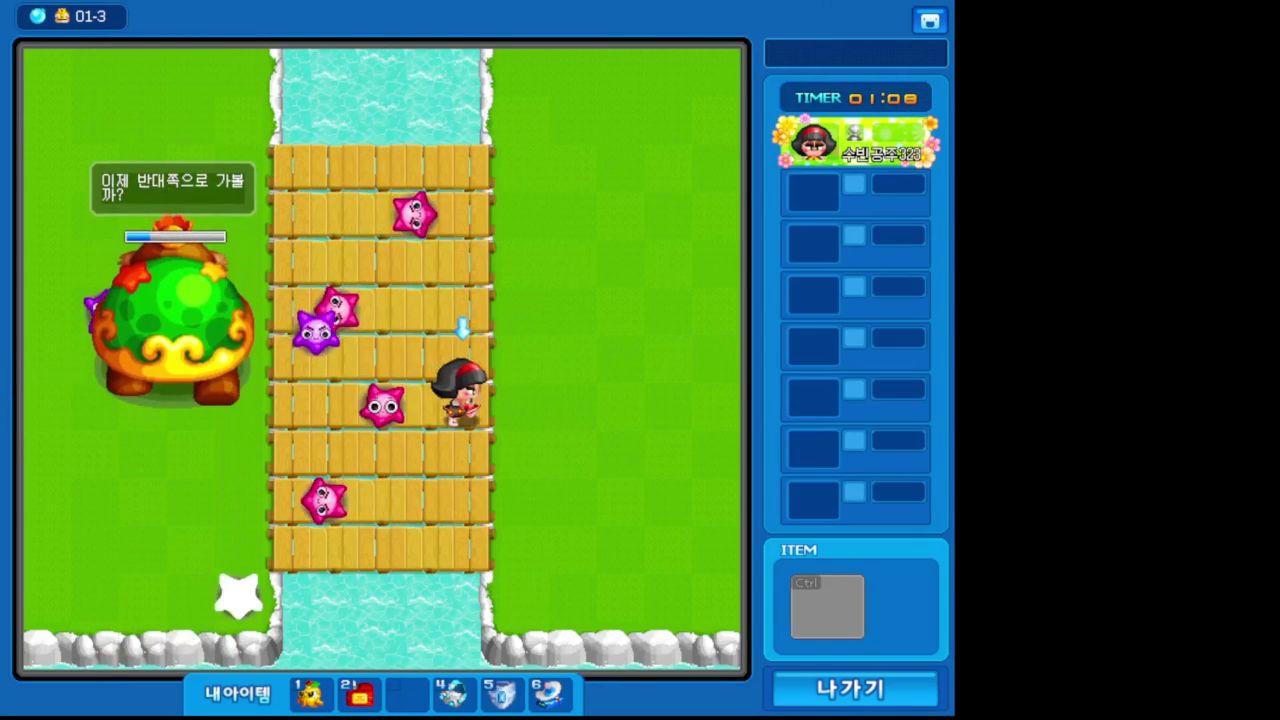 01-3
TIMER 01:08
수빈공주323
이제 반대쪽으로 가볼
까?
ITEM
Ctrl
내아이템
1
2
4
5
6
나가기